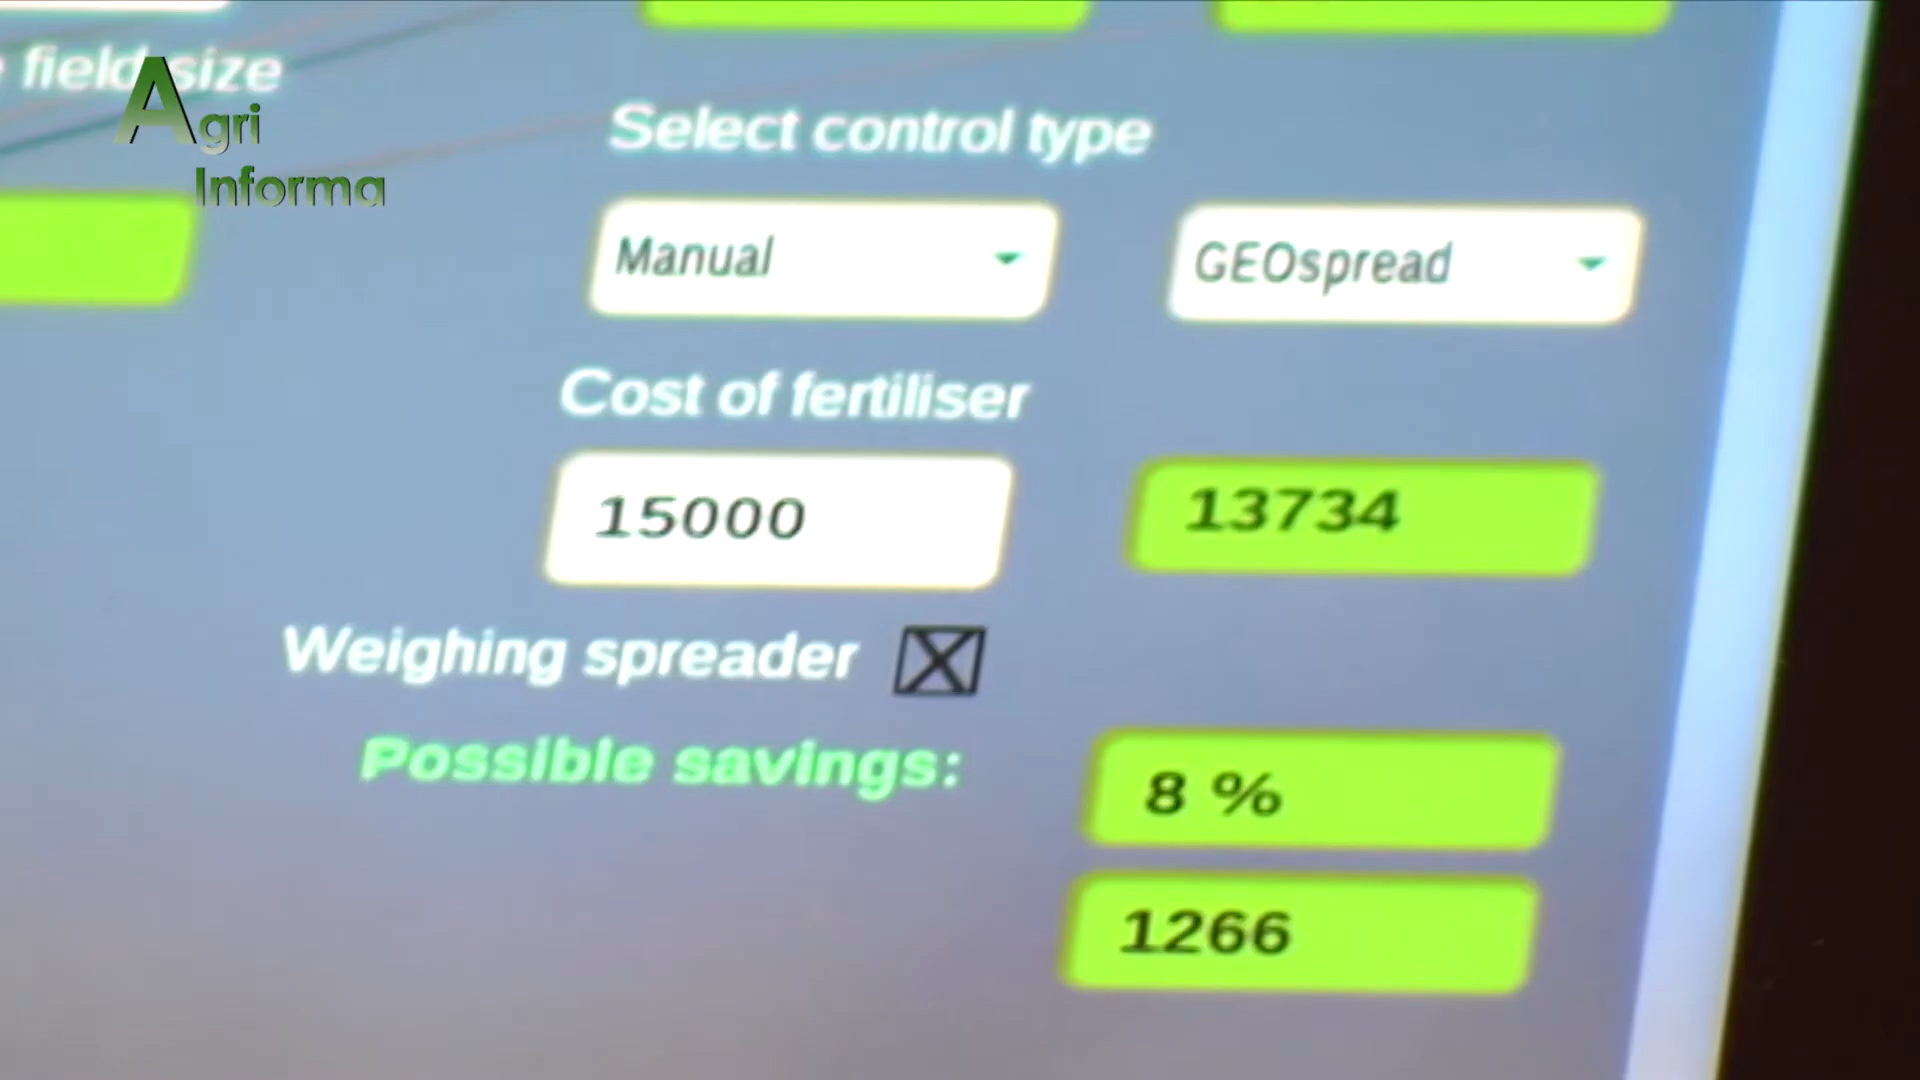 field size
Agri
Informa
Select control type
Manual
GEOspread
Cost of fertiliser
15000
13734
Weighing spreader
Possible savings:
8 %
1266